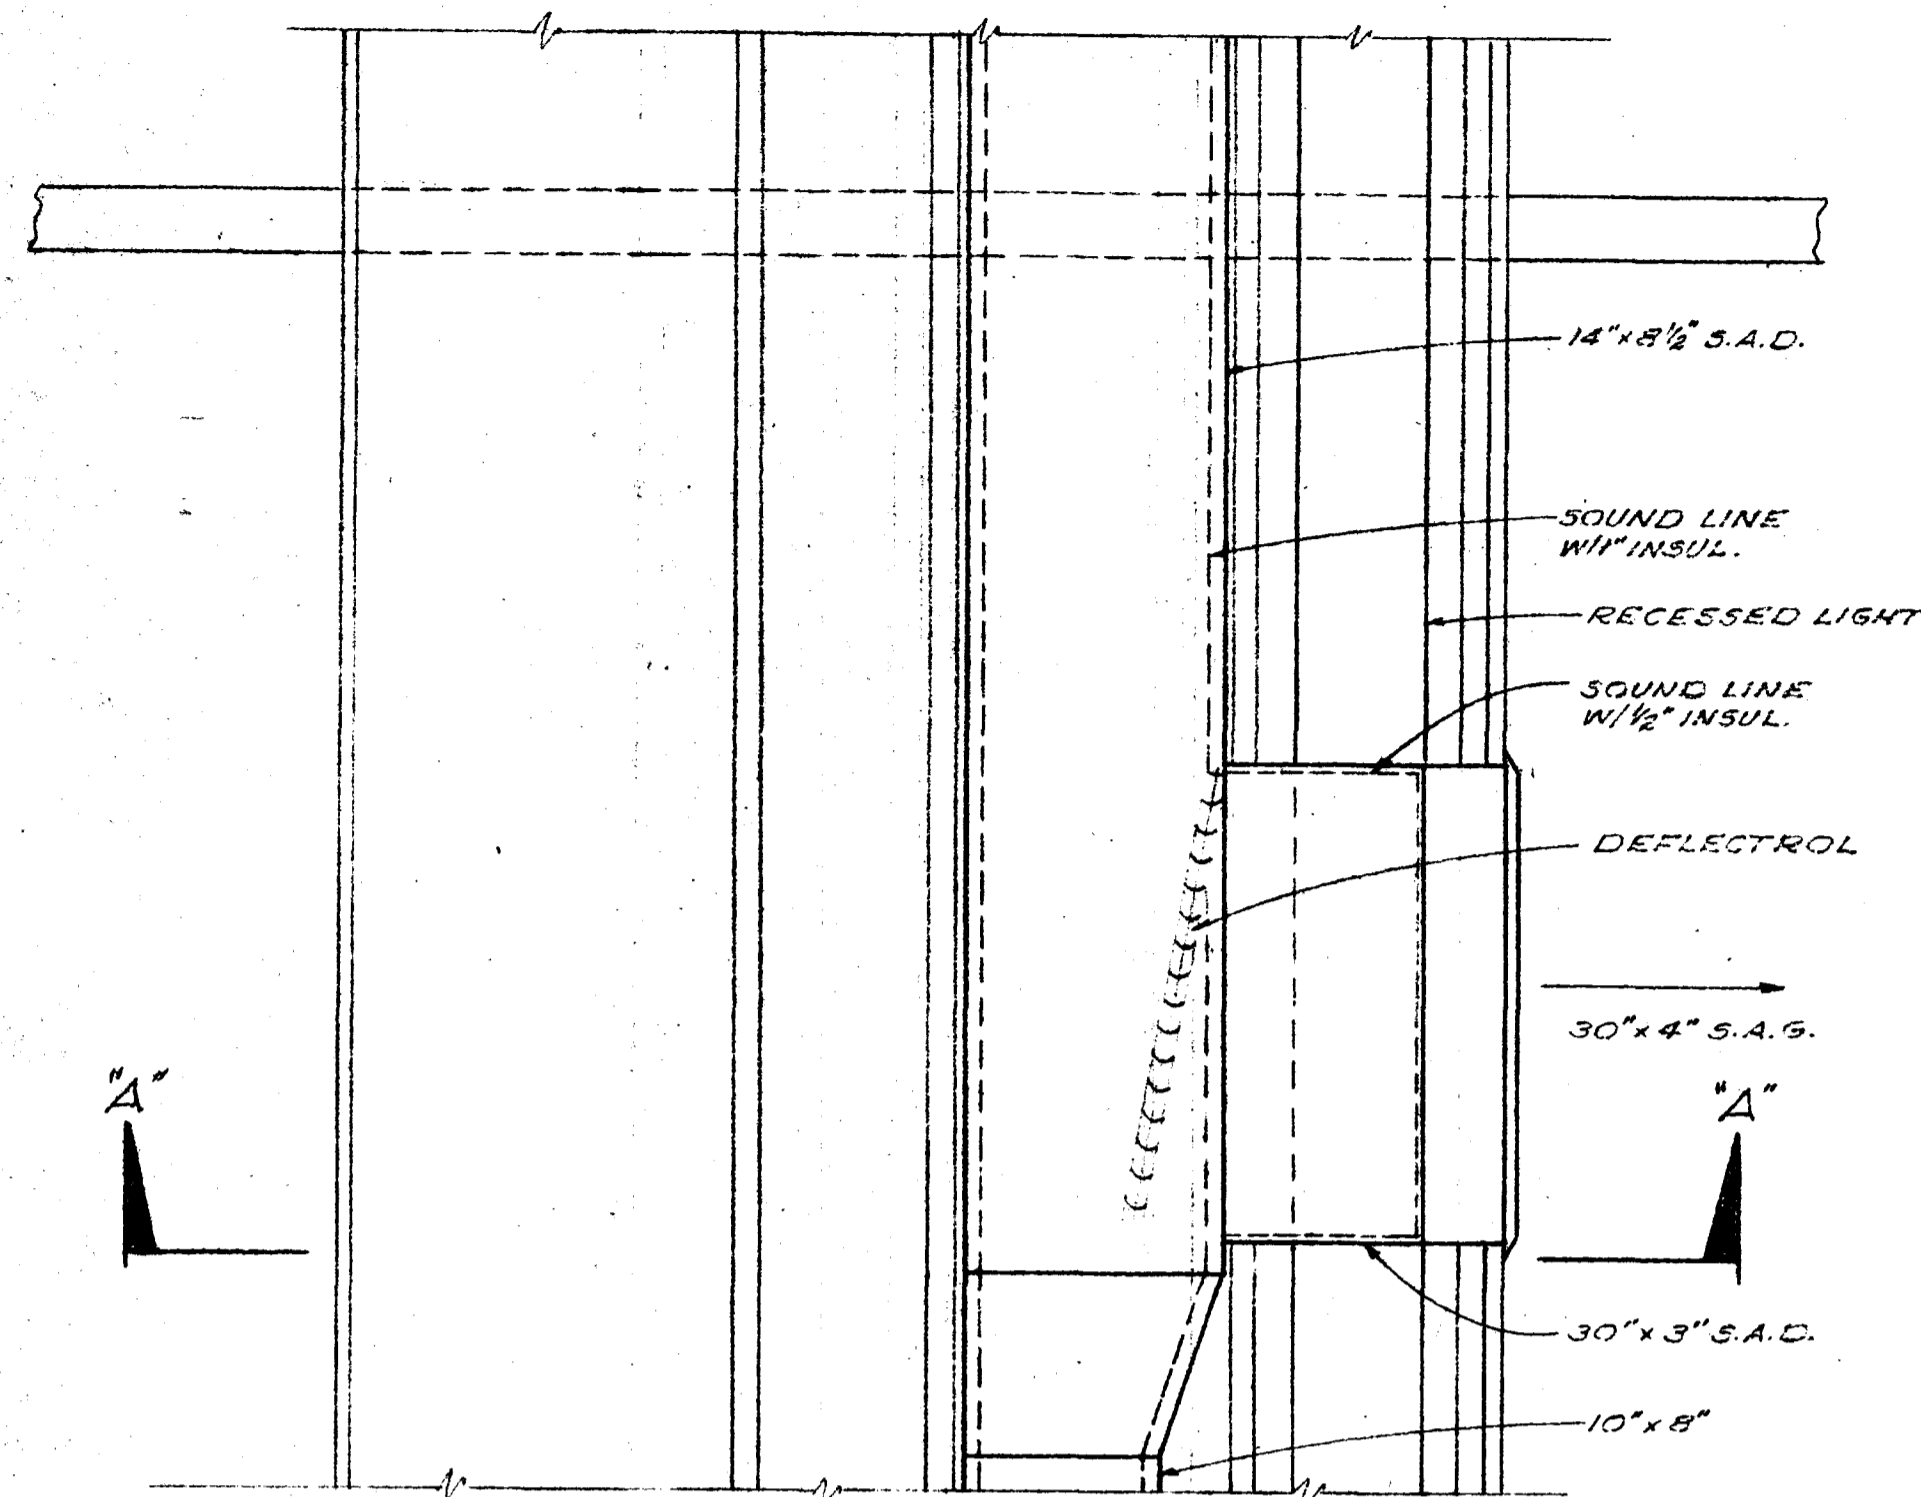 14"x8½" S.A.D.
SOUND LINE
W/1" INSUL.
RECESSED LIGHT
SOUND LINE
W/½" INSUL.
DEFLECTROL
30"x4" S.A.G.
"A"
"A"
30"x3" S.A.D.
10"x8"